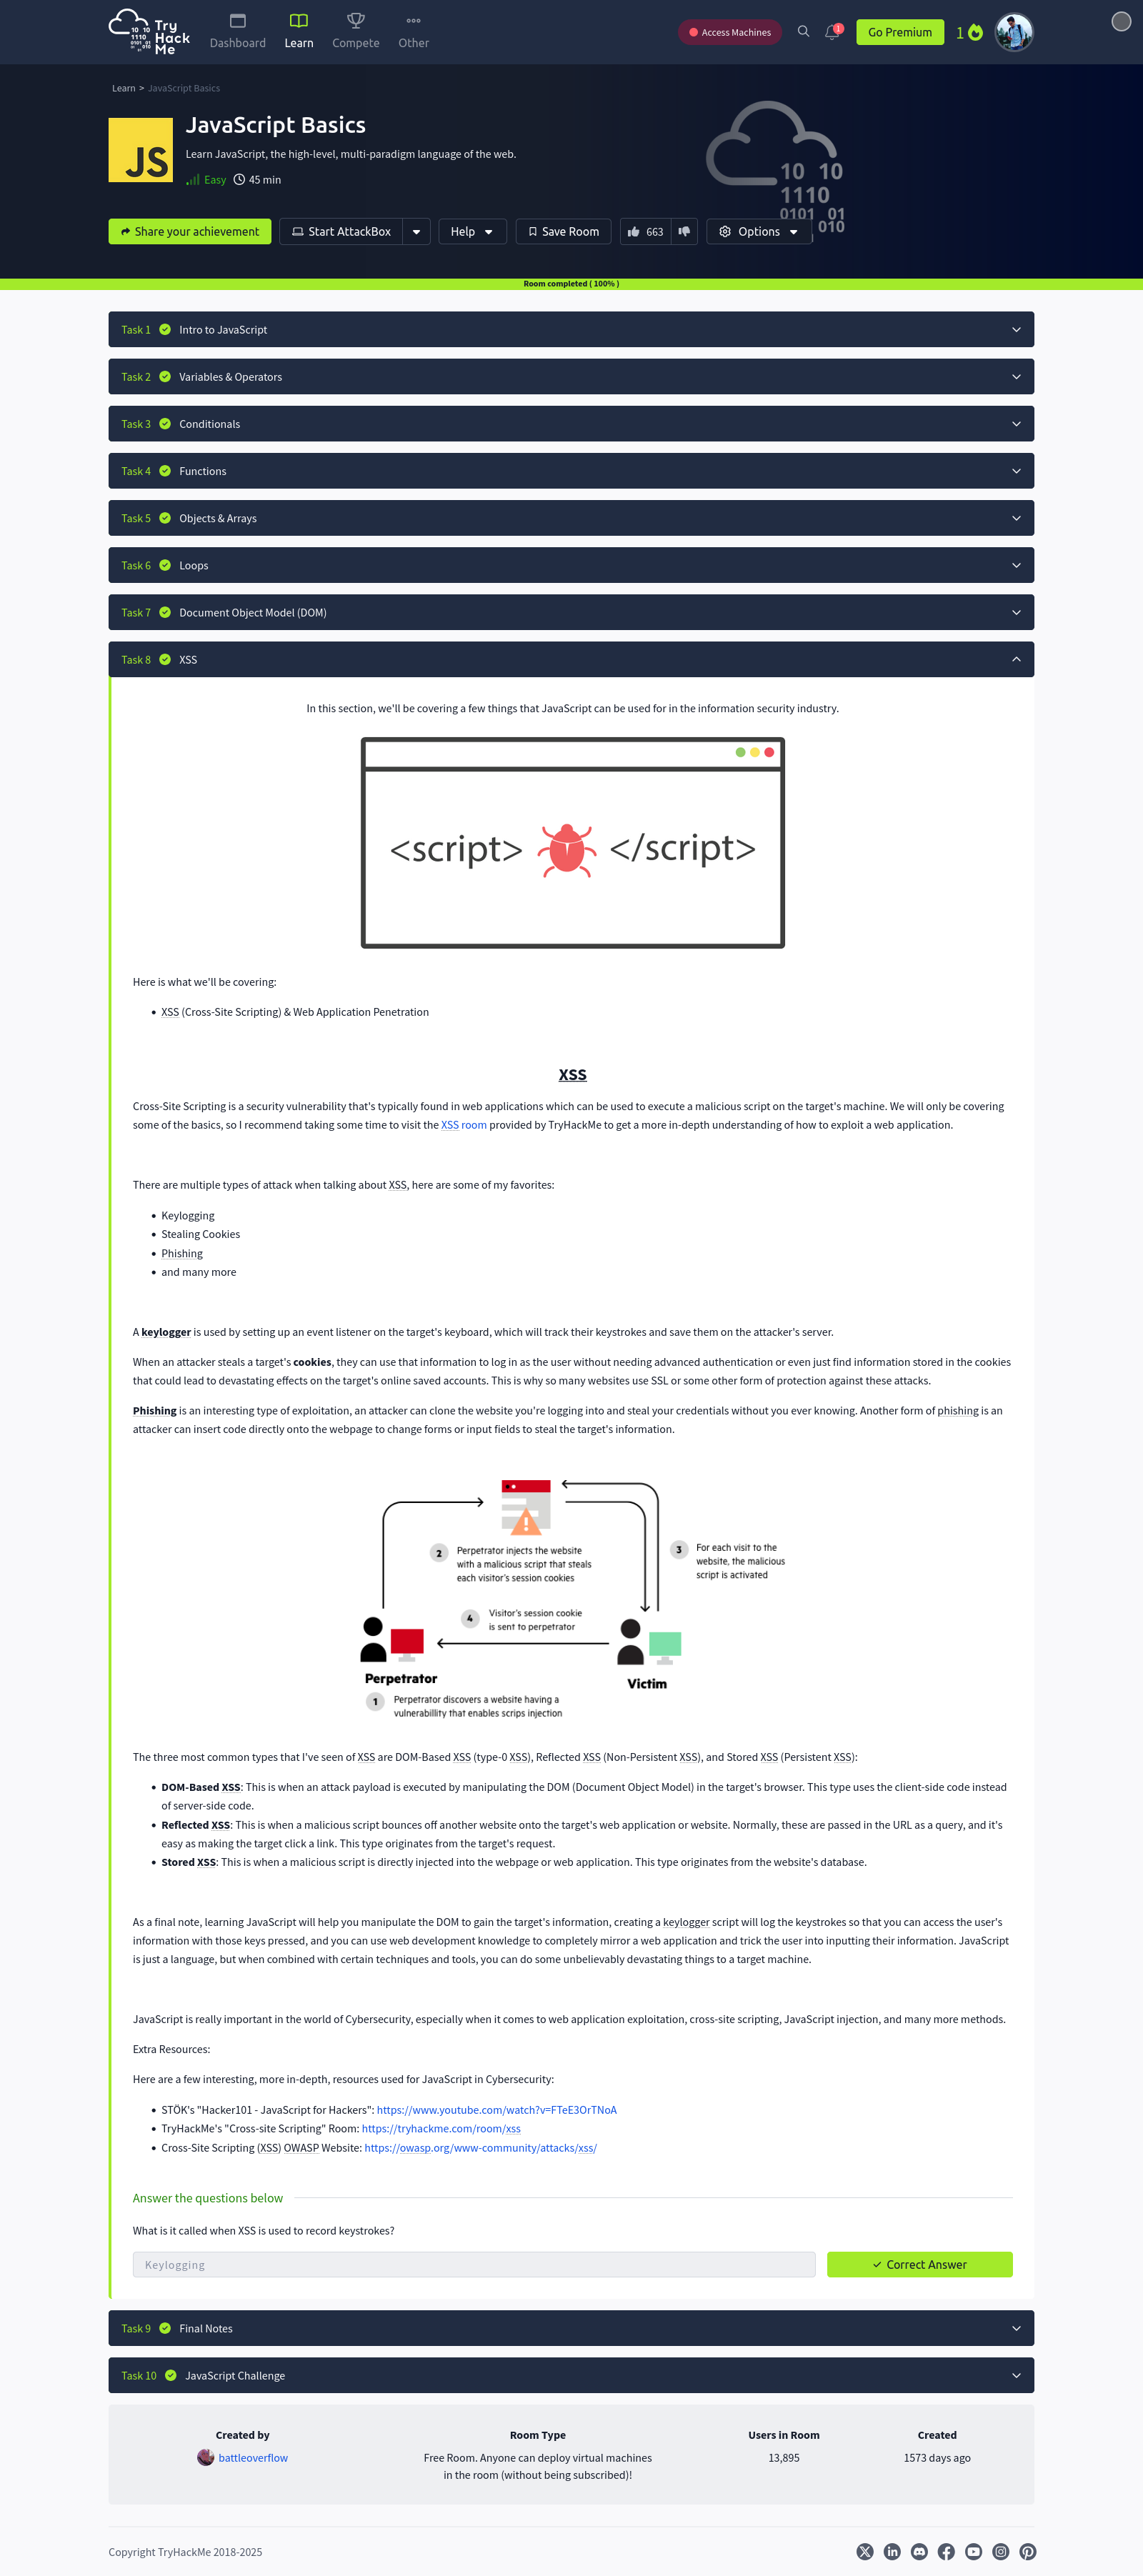 Try
Hack
Me
Dashboard
Learn
Compete
Other
Access Machines
1
Go Premium
1
Learn > JavaScript Basics
JS
JavaScript Basics
Learn JavaScript, the high-level, multi-paradigm language of the web.
Easy 45 min
10 10
1110
0101 01
010
Share your achievement
Start AttackBox
Help
Save Room
663
Options
Room completed ( 100% )
Task 1 Intro to JavaScript
Task 2 Variables & Operators
Task 3 Conditionals
Task 4 Functions
Task 5 Objects & Arrays
Task 6 Loops
Task 7 Document Object Model (DOM)
Task 8 XSS
In this section, we'll be covering a few things that JavaScript can be used for in the information security industry.
<script> </script>
Here is what we'll be covering:
• XSS (Cross-Site Scripting) & Web Application Penetration
XSS
Cross-Site Scripting is a security vulnerability that's typically found in web applications which can be used to execute a malicious script on the target's machine. We will only be covering
some of the basics, so I recommend taking some time to visit the XSS room provided by TryHackMe to get a more in-depth understanding of how to exploit a web application.
There are multiple types of attack when talking about XSS, here are some of my favorites:
• Keylogging
• Stealing Cookies
• Phishing
• and many more
A keylogger is used by setting up an event listener on the target's keyboard, which will track their keystrokes and save them on the attacker's server.
When an attacker steals a target's cookies, they can use that information to log in as the user without needing advanced authentication or even just find information stored in the cookies
that could lead to devastating effects on the target's online saved accounts. This is why so many websites use SSL or some other form of protection against these attacks.
Phishing is an interesting type of exploitation, an attacker can clone the website you're logging into and steal your credentials without you ever knowing. Another form of phishing is an
attacker can insert code directly onto the webpage to change forms or input fields to steal the target's information.
2 Perpetrator injects the website
with a malicious script that steals
each visitor's session cookies
3 For each visit to the
website, the malicious
script is activated
4 Visitor's session cookie
is sent to perpetrator
Perpetrator
Victim
1 Perpetrator discovers a website having a
vulnerabillity that enables scrips injection
The three most common types that I've seen of XSS are DOM-Based XSS (type-0 XSS), Reflected XSS (Non-Persistent XSS), and Stored XSS (Persistent XSS):
• DOM-Based XSS: This is when an attack payload is executed by manipulating the DOM (Document Object Model) in the target's browser. This type uses the client-side code instead
of server-side code.
• Reflected XSS: This is when a malicious script bounces off another website onto the target's web application or website. Normally, these are passed in the URL as a query, and it's
easy as making the target click a link. This type originates from the target's request.
• Stored XSS: This is when a malicious script is directly injected into the webpage or web application. This type originates from the website's database.
As a final note, learning JavaScript will help you manipulate the DOM to gain the target's information, creating a keylogger script will log the keystrokes so that you can access the user's
information with those keys pressed, and you can use web development knowledge to completely mirror a web application and trick the user into inputting their information. JavaScript
is just a language, but when combined with certain techniques and tools, you can do some unbelievably devastating things to a target machine.
JavaScript is really important in the world of Cybersecurity, especially when it comes to web application exploitation, cross-site scripting, JavaScript injection, and many more methods.
Extra Resources:
Here are a few interesting, more in-depth, resources used for JavaScript in Cybersecurity:
• STÖK's "Hacker101 - JavaScript for Hackers": https://www.youtube.com/watch?v=FTeE3OrTNoA
• TryHackMe's "Cross-site Scripting" Room: https://tryhackme.com/room/xss
• Cross-Site Scripting (XSS) OWASP Website: https://owasp.org/www-community/attacks/xss/
Answer the questions below
What is it called when XSS is used to record keystrokes?
Keylogging
Correct Answer
Task 9 Final Notes
Task 10 JavaScript Challenge
Created by
battleoverflow
Room Type
Free Room. Anyone can deploy virtual machines
in the room (without being subscribed)!
Users in Room
13,895
Created
1573 days ago
Copyright TryHackMe 2018-2025